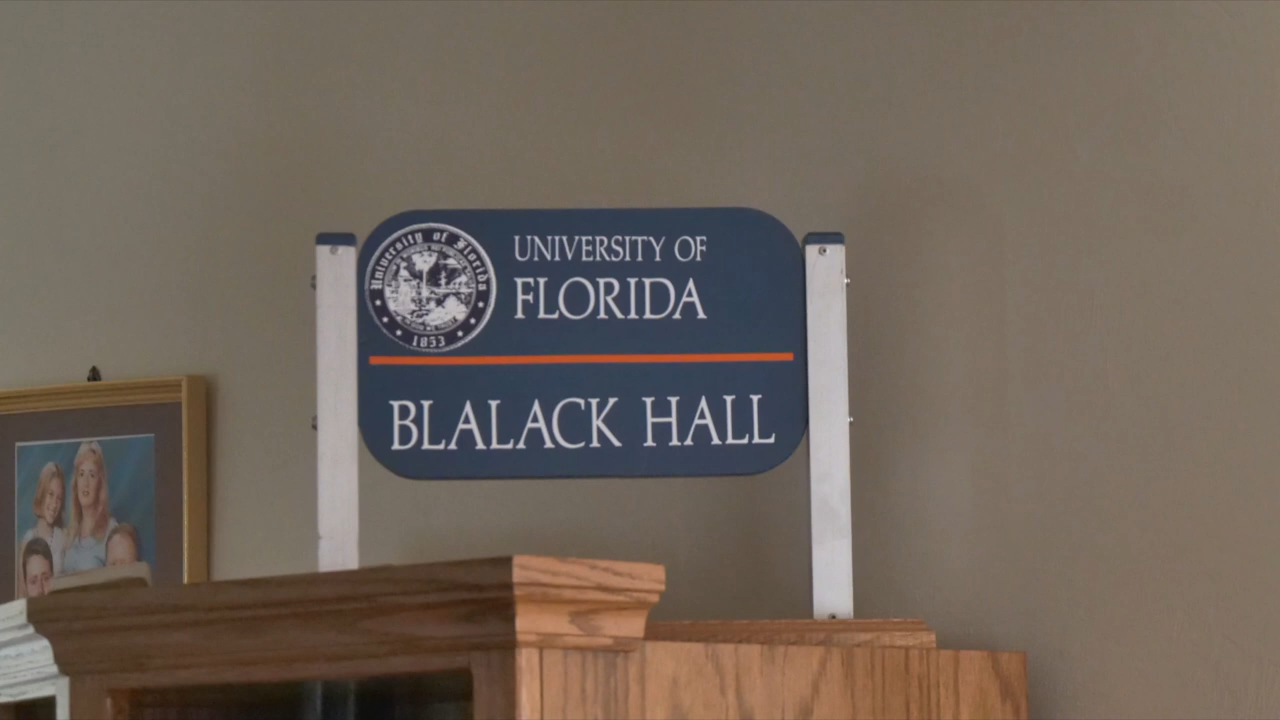 University of Florida
1853
UNIVERSITY OF
FLORIDA
BLALACK HALL